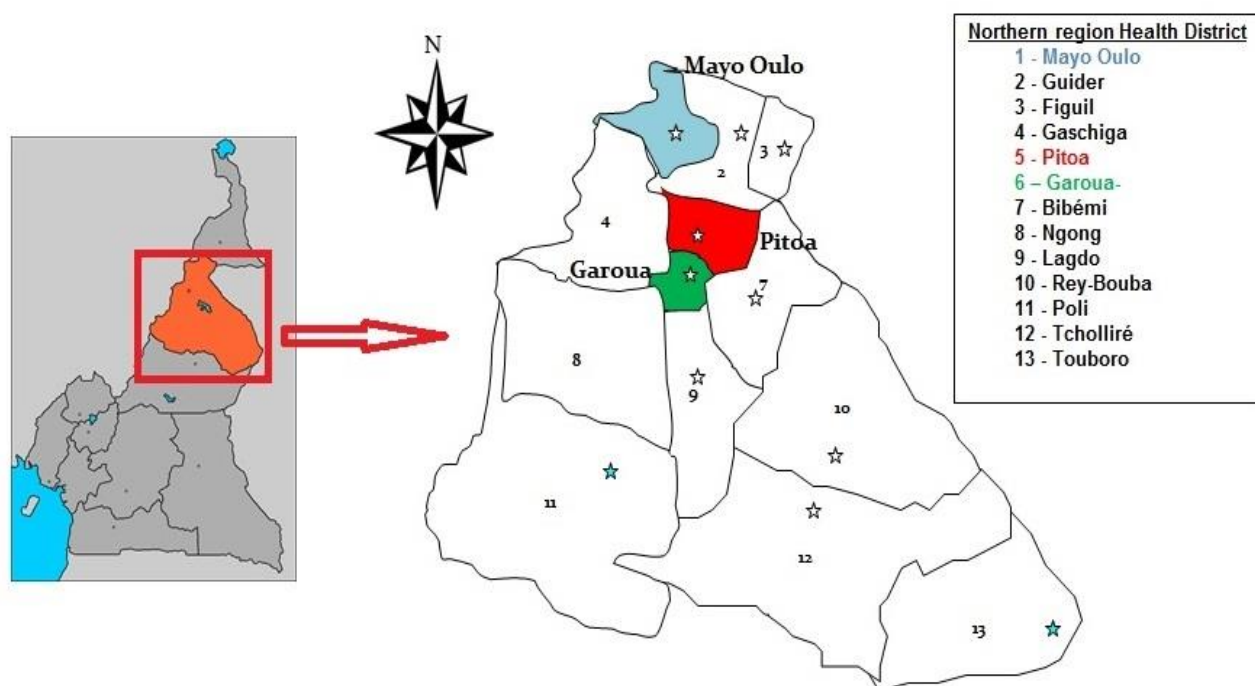 N
Mayo Oulo
3
2
4
Pitoa
Garoua
7
8
9
10
11
12
13
Northern region Health District
1 - Mayo Oulo
2 - Guider
3 - Figuil
4 - Gaschiga
5 - Pitoa
6 – Garoua-
7 - Bibémi
8 - Ngong
9 - Lagdo
10 - Rey-Bouba
11 - Poli
12 - Tcholliré
13 - Touboro